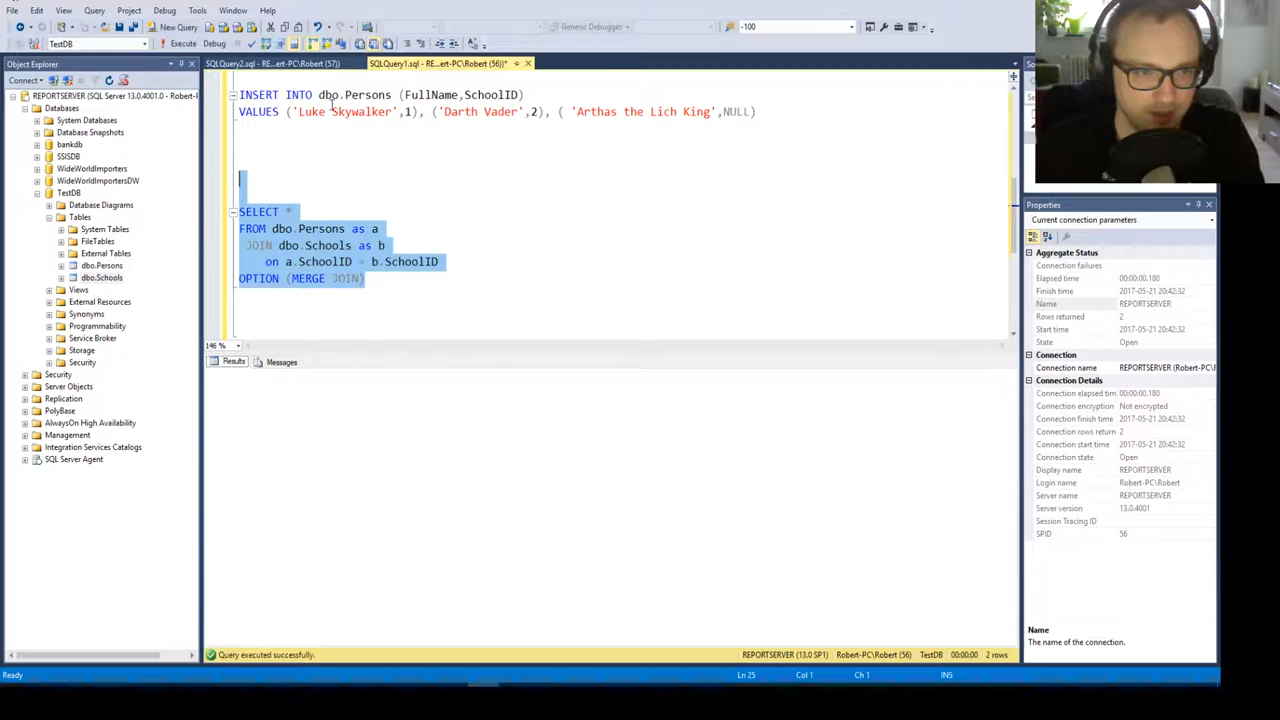 File Edit View Query Project Debug Tools Window Help
New Query
Generic Debugger
-100
TestDB
Execute Debug
Object Explorer
SQLQuery2.sql - RE...ert-PC\Robert (57))
SQLQuery1.sql - RE...ert-PC\Robert (56))*
Connect
REPORTSERVER (SQL Server 13.0.4001.0 - Robert-
Databases
System Databases
Database Snapshots
bankdb
SSISDB
WideWorldImporters
WideWorldImportersDW
TestDB
Database Diagrams
Tables
System Tables
FileTables
External Tables
dbo.Persons
dbo.Schools
Views
External Resources
Synonyms
Programmability
Service Broker
Storage
Security
Security
Server Objects
Replication
PolyBase
AlwaysOn High Availability
Management
Integration Services Catalogs
SQL Server Agent
INSERT INTO dbo.Persons (FullName,SchoolID)
VALUES ('Luke Skywalker',1), ('Darth Vader',2), ( 'Arthas the Lich King',NULL)
SELECT *
FROM dbo.Persons as a
JOIN dbo.Schools as b
on a.SchoolID = b.SchoolID
OPTION (MERGE JOIN)
146 %
Results Messages
Query executed successfully.
REPORTSERVER (13.0 SP1) Robert-PC\Robert (56) TestDB 00:00:00 2 rows
Properties
Current connection parameters
Aggregate Status
Connection failures
Elapsed time 00:00:00.180
Finish time 2017-05-21 20:42:32
Name REPORTSERVER
Rows returned 2
Start time 2017-05-21 20:42:32
State Open
Connection
Connection name REPORTSERVER (Robert-PC\R
Connection Details
Connection elapsed tim 00:00:00.180
Connection encryption Not encrypted
Connection finish time 2017-05-21 20:42:32
Connection rows return 2
Connection start time 2017-05-21 20:42:32
Connection state Open
Display name REPORTSERVER
Login name Robert-PC\Robert
Server name REPORTSERVER
Server version 13.0.4001
Session Tracing ID
SPID 56
Name
The name of the connection.
Ready
Ln 25 Col 1 Ch 1 INS